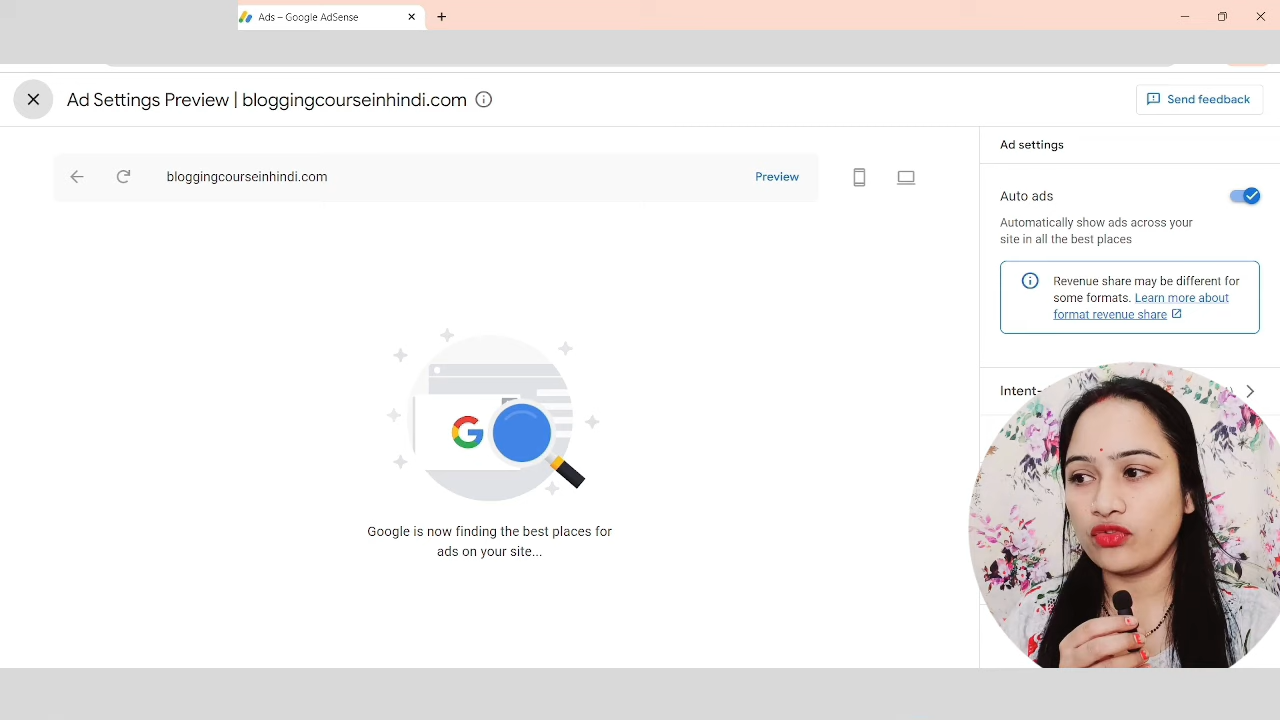 Ads – Google AdSense
Ad Settings Preview | bloggingcourseinhindi.com
Send feedback
bloggingcourseinhindi.com
Preview
Ad settings
Auto ads
Automatically show ads across your
site in all the best places
Revenue share may be different for
some formats. Learn more about
format revenue share
Intent-
Google is now finding the best places for
ads on your site...